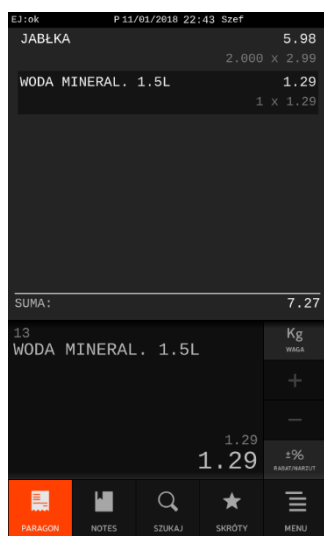 EJ:ok P 11/01/2018 22:43 Szef
JABŁKA 5.98
2.000 x 2.99
WODA MINERAL. 1.5L 1.29
1 x 1.29
SUMA: 7.27
13
WODA MINERAL. 1.5L
1.29
1.29
Kg
WAGA
+
−
±%
RABAT/NARZUT
PARAGON NOTES SZUKAJ SKRÓTY MENU